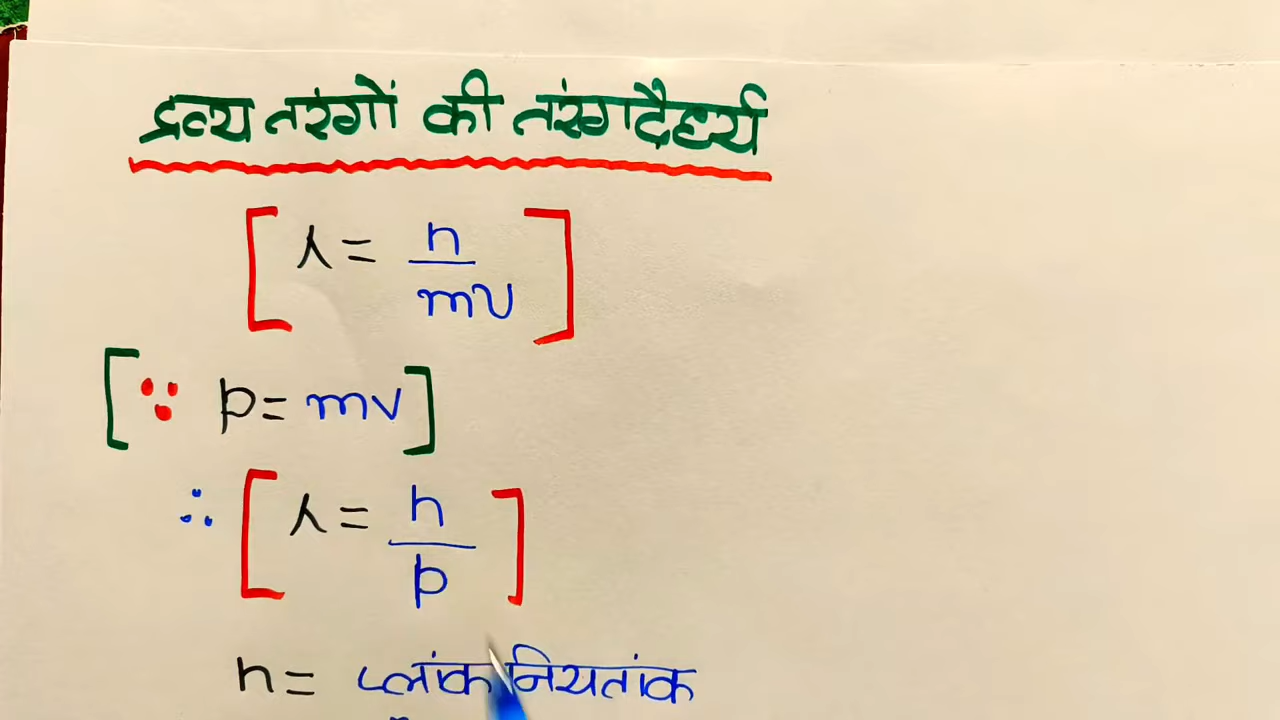 द्रव्य तरंगों की तरंगदैर्ध्य
[ λ = h/mv ]
[ ∵ p = mv ]
∴ [ λ = h/p ]
h = प्लांक नियतांक